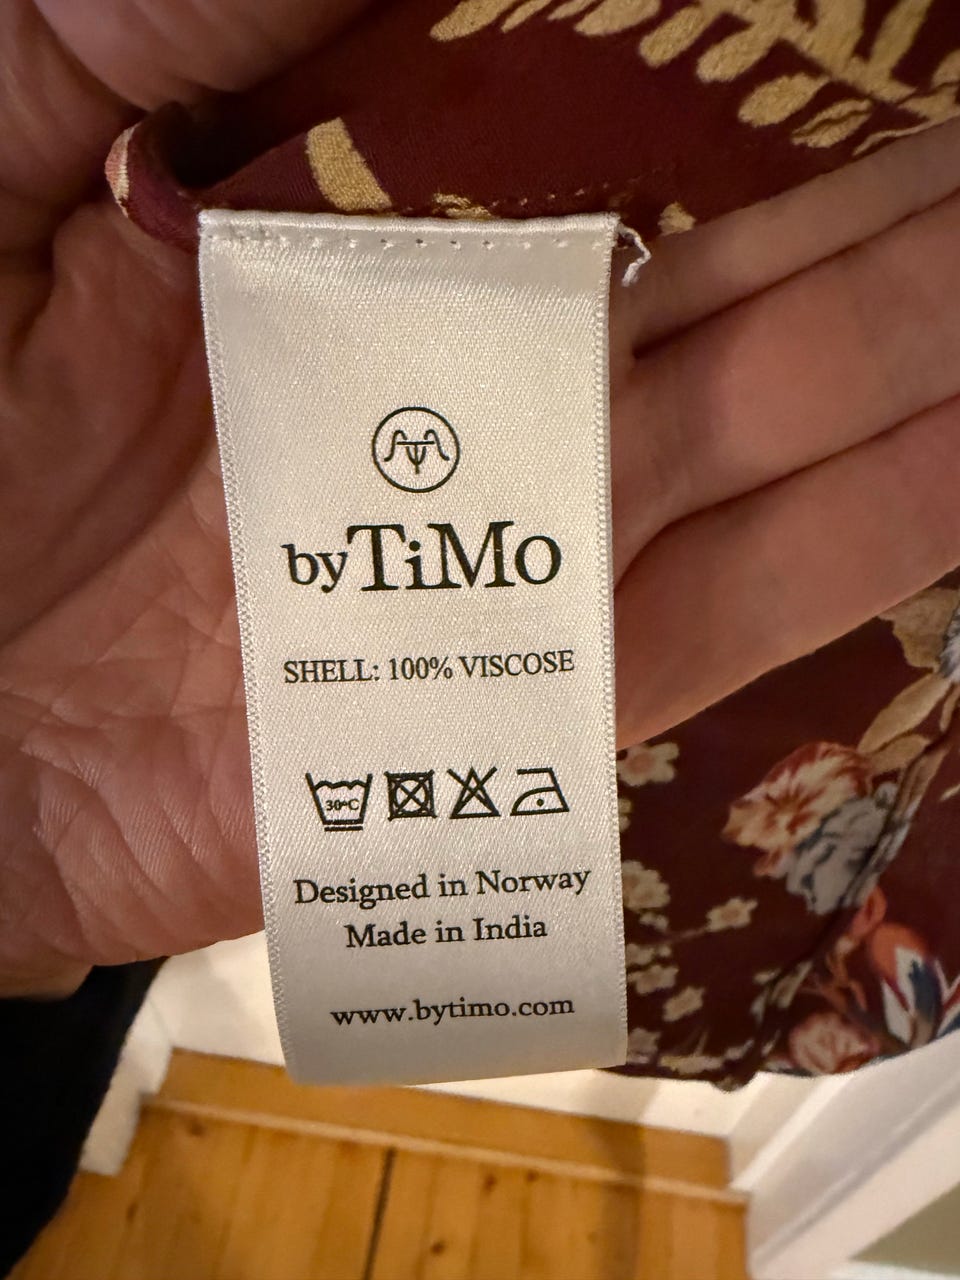 byTiMo
SHELL: 100% VISCOSE
30°C
Designed in Norway
Made in India
www.bytimo.com